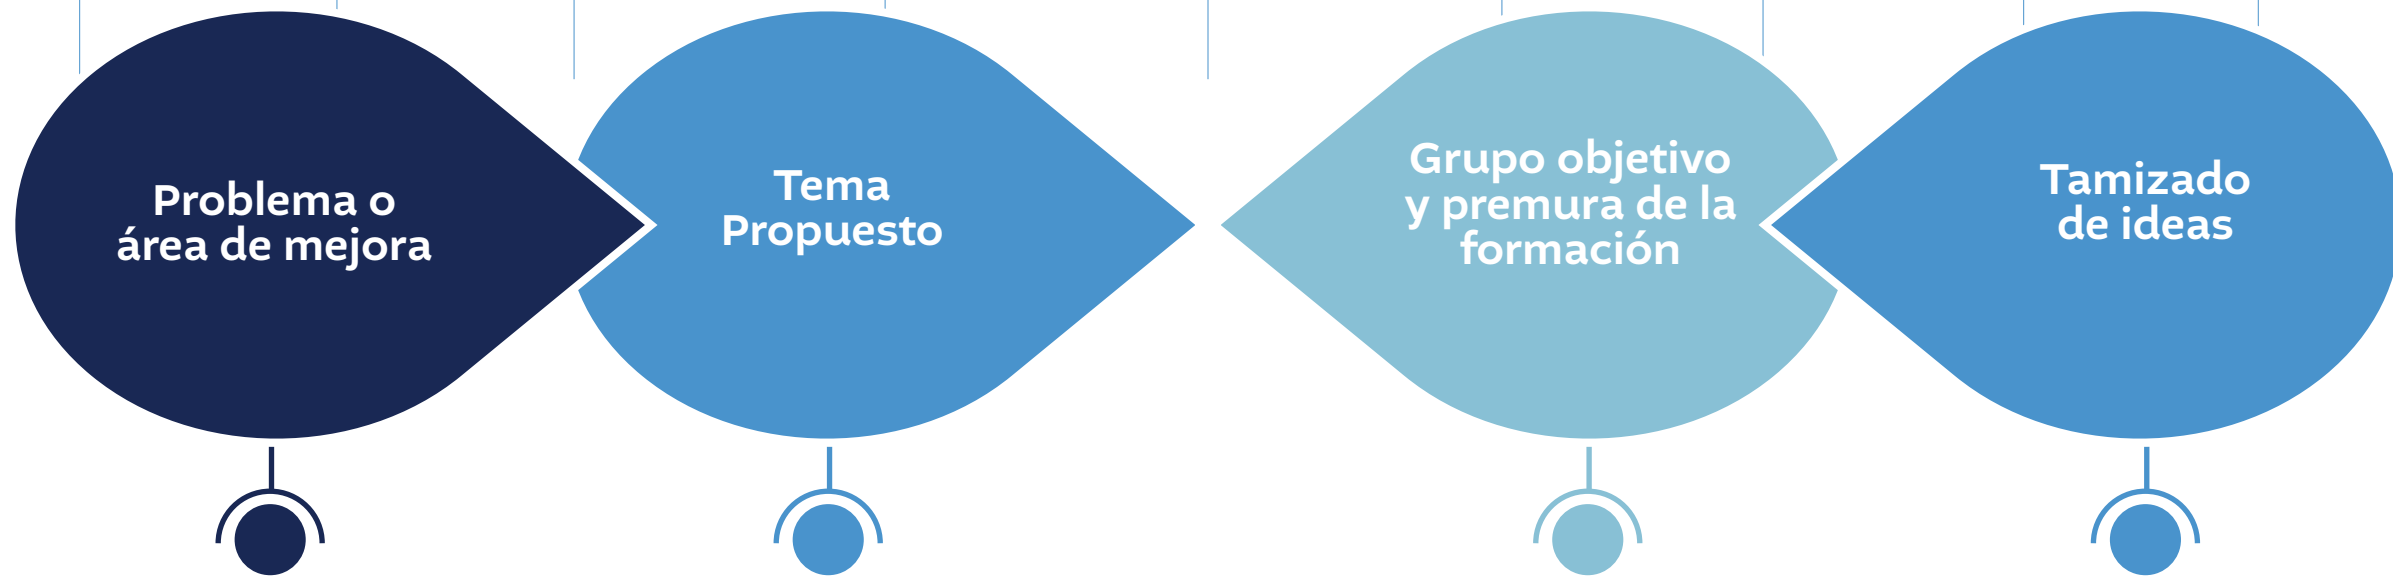 Problema o
área de mejora
Tema
Propuesto
Grupo objetivo
y premura de la
formación
Tamizado
de ideas